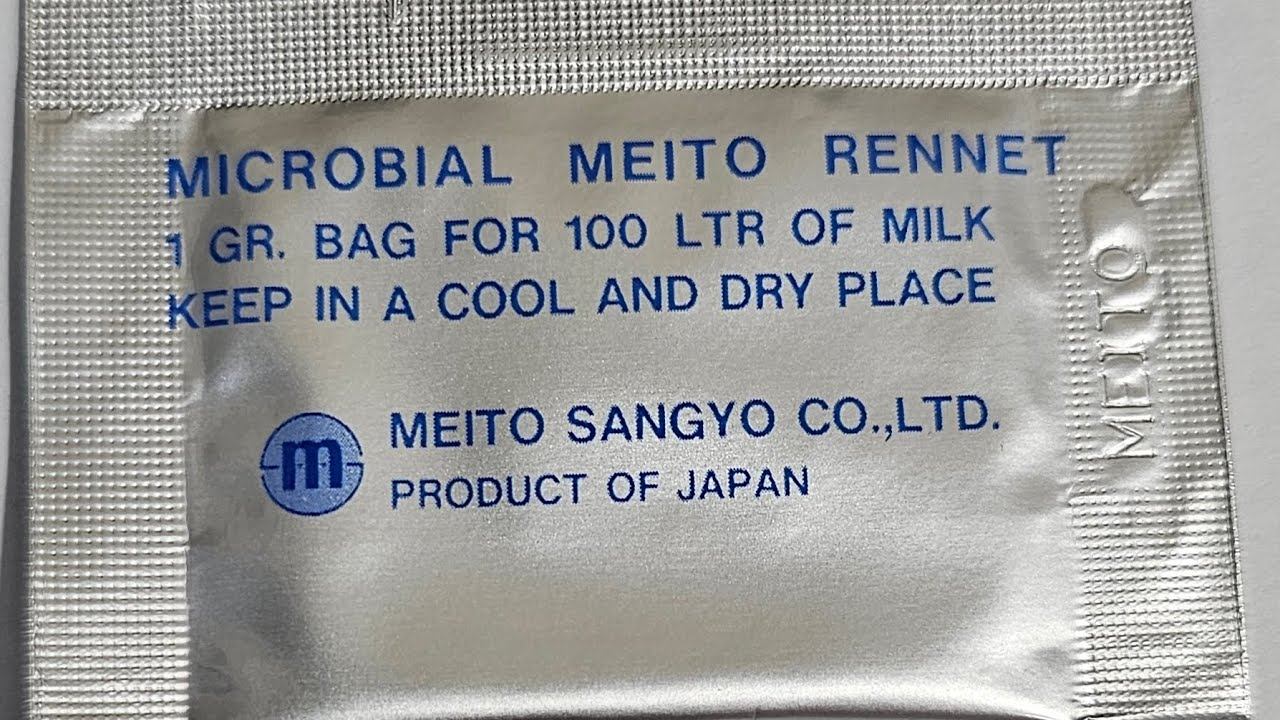 MICROBIAL MEITO RENNET
1 GR. BAG FOR 100 LTR OF MILK
KEEP IN A COOL AND DRY PLACE
m
MEITO SANGYO CO.,LTD.
PRODUCT OF JAPAN
MEITO